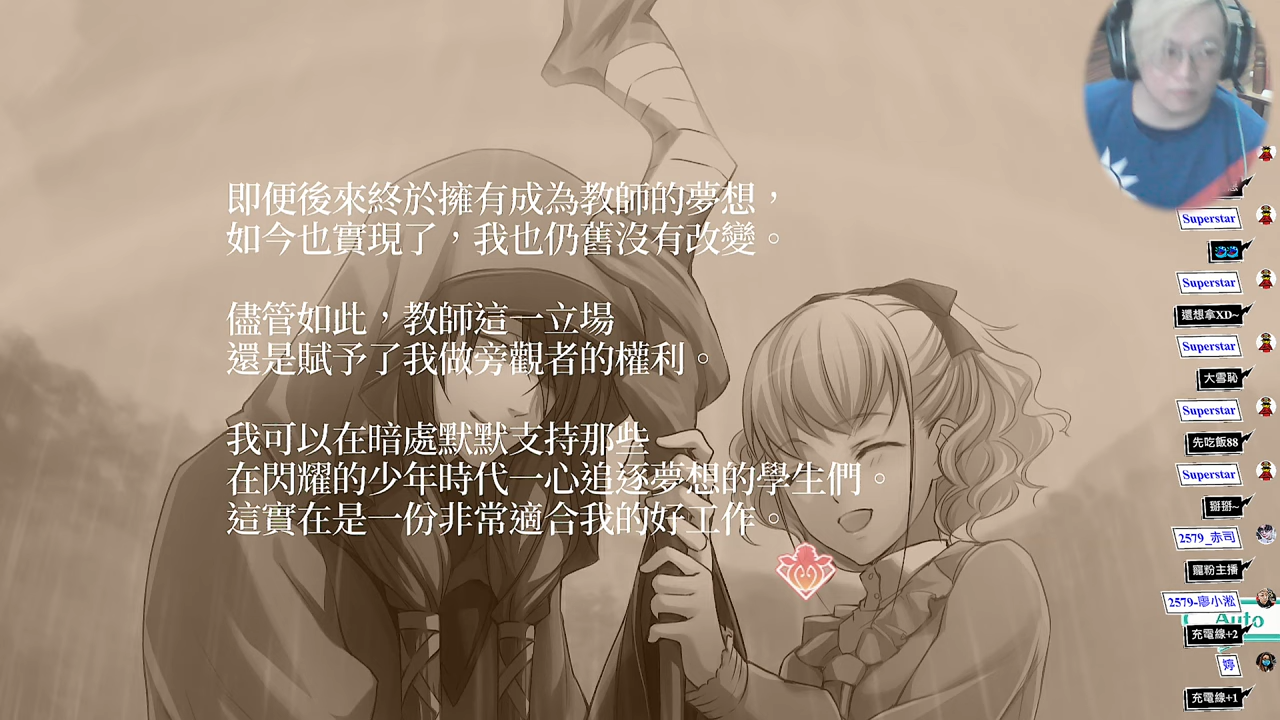 即便後來終於擁有成為教師的夢想，
如今也實現了，我也仍舊沒有改變。
儘管如此，教師這一立場
還是賦予了我做旁觀者的權利。
我可以在暗處默默支持那些
在閃耀的少年時代一心追逐夢想的學生們。
這實在是一份非常適合我的好工作。
Superstar
Superstar
還想拿XD~
Superstar
大雲恥
Superstar
先吃飯88
Superstar
掰掰~
2579_赤司
寵粉主播
2579-廖小淞
Auto
充電線+2
婷
充電線+1